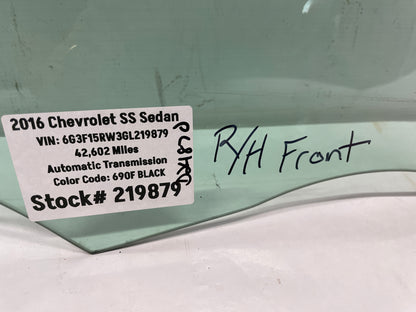 2016 Chevrolet SS Sedan
VIN: 6G3F15RW3GL219879
42,602 Miles
Automatic Transmission
Color Code: 690F BLACK
Stock# 219879
R/H Front